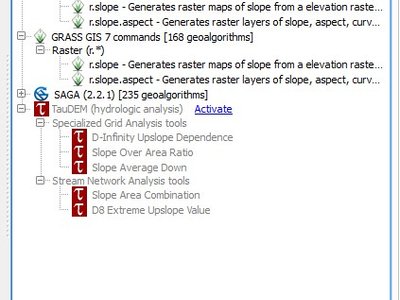 r.slope - Generates raster maps of slope from a elevation raste...
r.slope.aspect - Generates raster layers of slope, aspect, curv...
GRASS GIS 7 commands [168 geoalgorithms]
Raster (r.*)
r.slope - Generates raster maps of slope from a elevation raste...
r.slope.aspect - Generates raster layers of slope, aspect, curv...
SAGA (2.2.1) [235 geoalgorithms]
TauDEM (hydrologic analysis) Activate
Specialized Grid Analysis tools
D-Infinity Upslope Dependence
Slope Over Area Ratio
Slope Average Down
Stream Network Analysis tools
Slope Area Combination
D8 Extreme Upslope Value